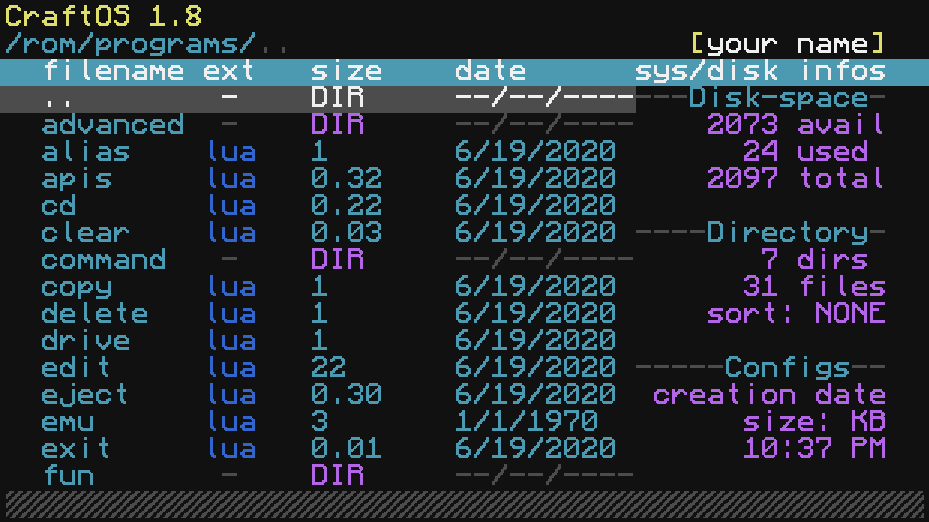 CraftOS 1.8
/rom/programs/.. [your name]
filename ext size date sys/disk infos
.. - DIR --/--/-------Disk-space-
advanced - DIR --/--/---- 2073 avail
alias lua 1 6/19/2020 24 used
apis lua 0.32 6/19/2020 2097 total
cd lua 0.22 6/19/2020
clear lua 0.03 6/19/2020 ----Directory-
command - DIR --/--/---- 7 dirs
copy lua 1 6/19/2020 31 files
delete lua 1 6/19/2020 sort: NONE
drive lua 1 6/19/2020
edit lua 22 6/19/2020 -----Configs--
eject lua 0.30 6/19/2020 creation date
emu lua 3 1/1/1970 size: KB
exit lua 0.01 6/19/2020 10:37 PM
fun - DIR --/--/----